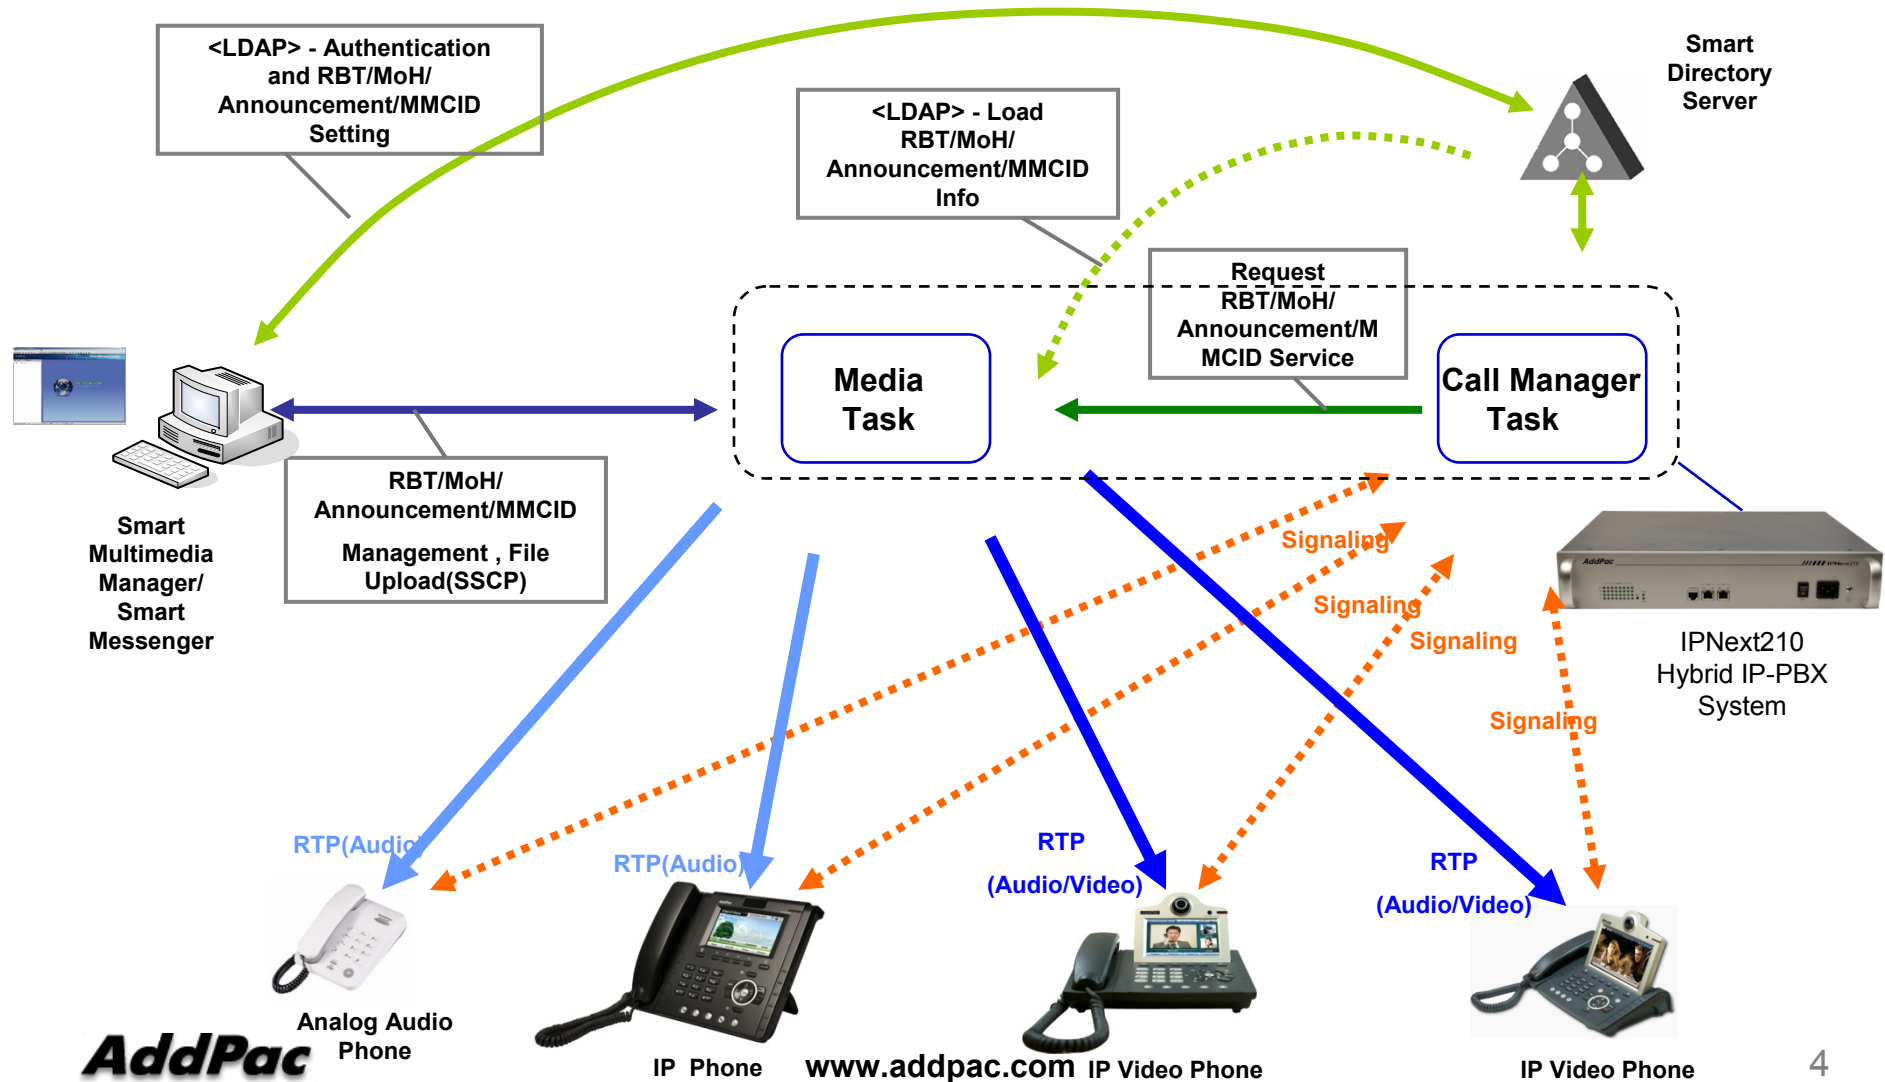 <LDAP> - Authentication
and RBT/MoH/
Announcement/MMCID
Setting
<LDAP> - Load
RBT/MoH/
Announcement/MMCID
Info
Smart
Directory
Server
Request
RBT/MoH/
Announcement/M
MCID Service
Media
Task
Call Manager
Task
RBT/MoH/
Announcement/MMCID
Management , File
Upload(SSCP)
Smart
Multimedia
Manager/
Smart
Messenger
Signaling
Signaling
Signaling
Signaling
AddPac
IPNext210
IPNext210
Hybrid IP-PBX
System
RTP(Audio)
RTP(Audio)
RTP
(Audio/Video)
RTP
(Audio/Video)
Analog Audio
Phone
IP Phone
IP Video Phone
IP Video Phone
AddPac
www.addpac.com
4